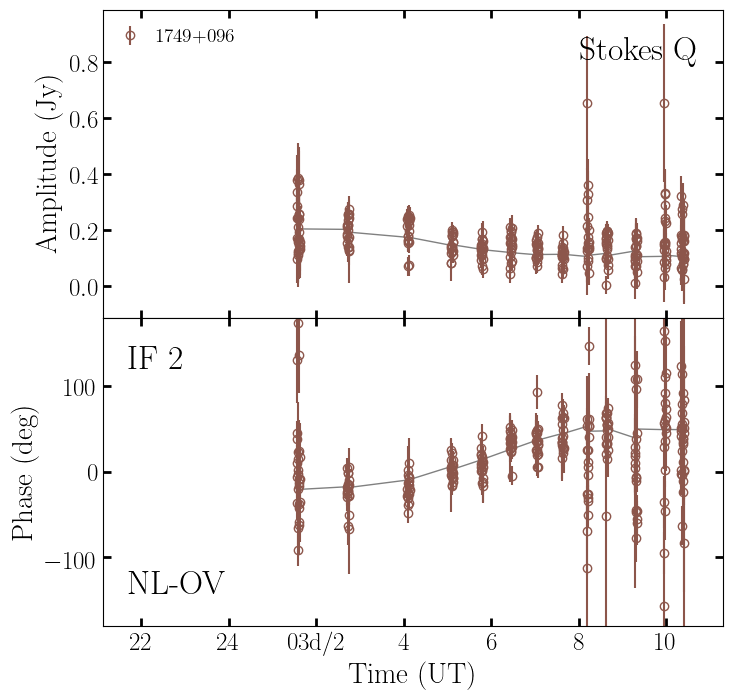 1749+096
Stokes Q
0.8
0.6
0.4
0.2
0.0
Amplitude (Jy)
IF 2
100
0
−100
Phase (deg)
NL-OV
22 24 03d/2 4 6 8 10
Time (UT)